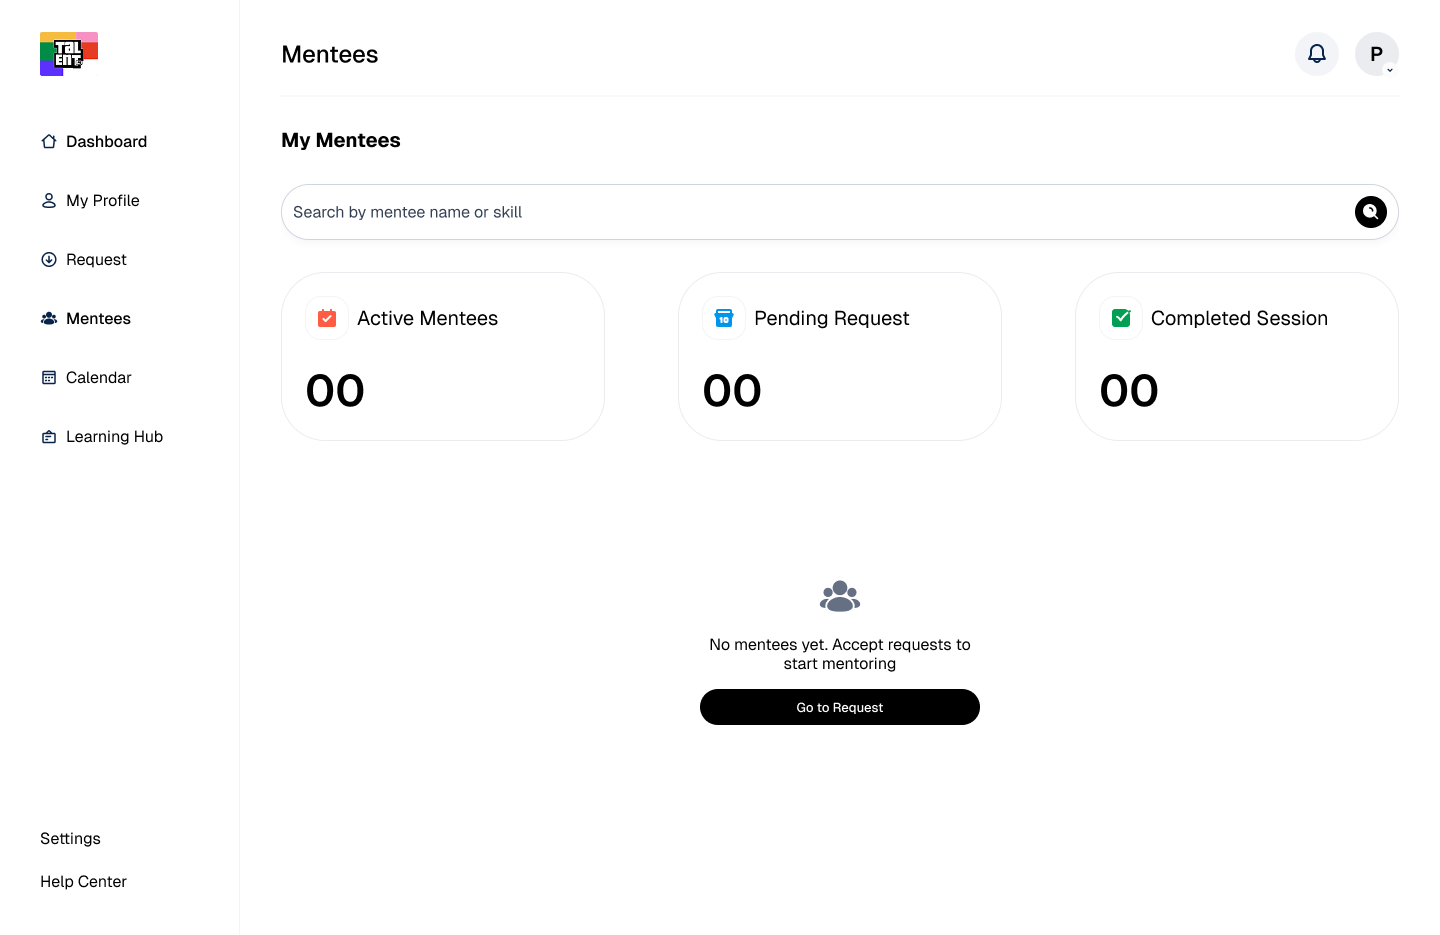 TALENT
Dashboard
My Profile
Request
Mentees
Calendar
Learning Hub
Settings
Help Center
Mentees
P
My Mentees
Search by mentee name or skill
Active Mentees
00
10
Pending Request
00
Completed Session
00
No mentees yet. Accept requests to
start mentoring
Go to Request